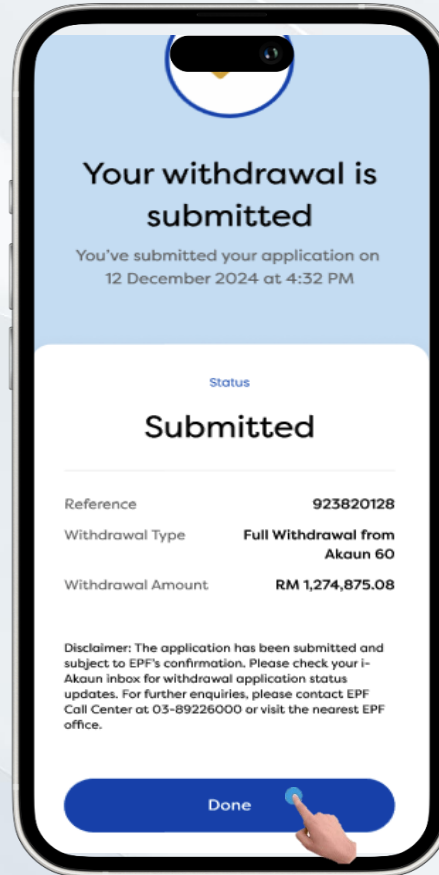 Your withdrawal is
submitted
You've submitted your application on
12 December 2024 at 4:32 PM
Status
Submitted
Reference 923820128
Withdrawal Type Full Withdrawal from
Akaun 60
Withdrawal Amount RM 1,274,875.08
Disclaimer: The application has been submitted and
subject to EPF's confirmation. Please check your i-
Akaun inbox for withdrawal application status
updates. For further enquiries, please contact EPF
Call Center at 03-89226000 or visit the nearest EPF
office.
Done